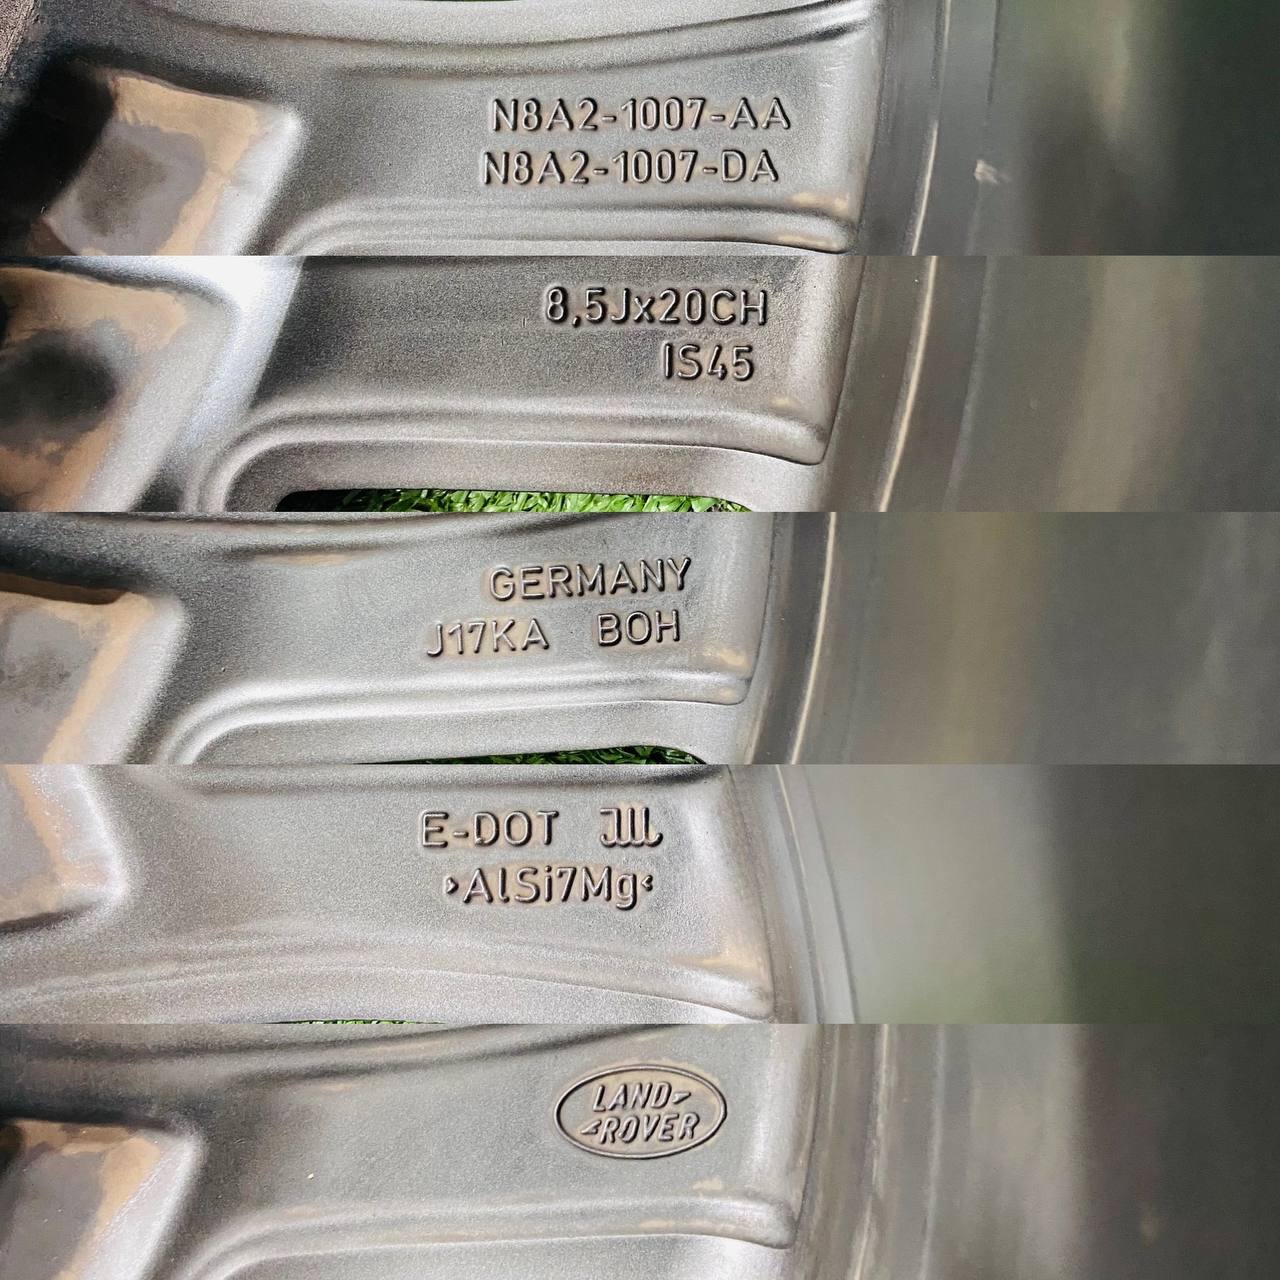 N8A2-1007-AA
N8A2-1007-DA
8,5Jx20CH
IS45
GERMANY
J17KA BOH
E-DOT
>AlSi7Mg<
LAND
ROVER